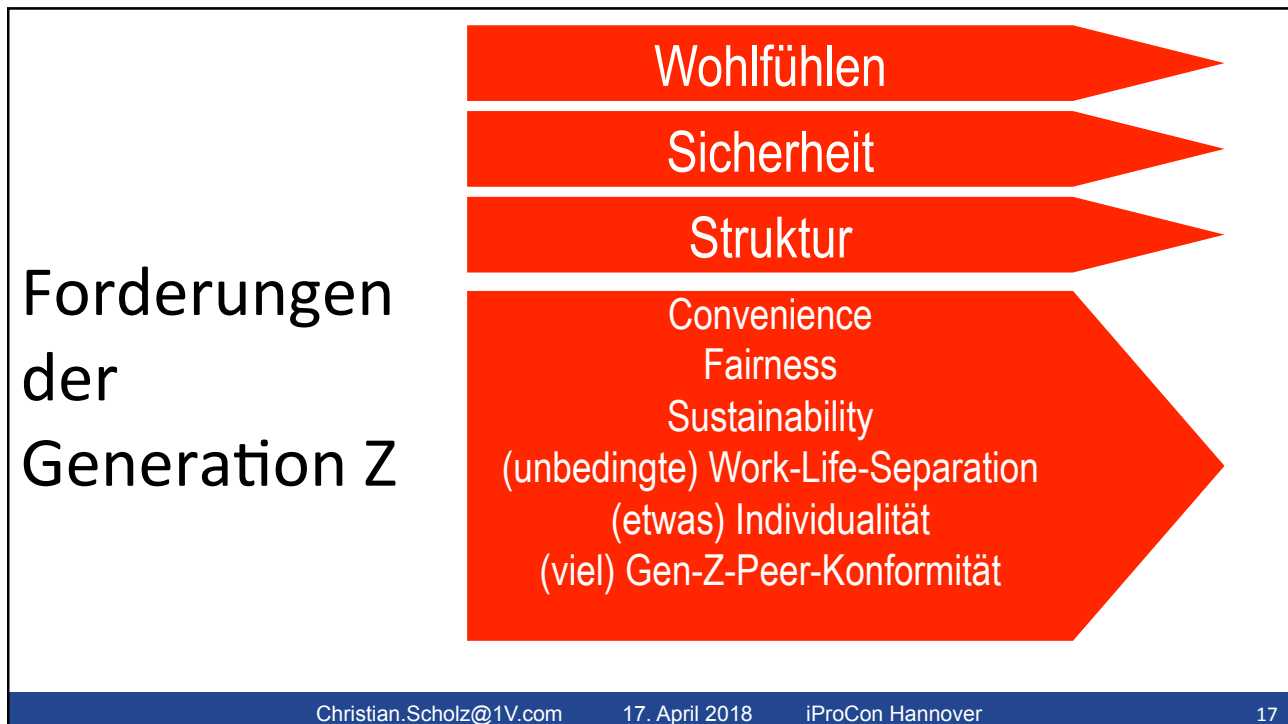 Forderungen
der
Generation Z
Wohlfühlen
Sicherheit
Struktur
Convenience
Fairness
Sustainability
(unbedingte) Work-Life-Separation
(etwas) Individualität
(viel) Gen-Z-Peer-Konformität
Christian.Scholz@1V.com 17. April 2018 iProCon Hannover 17